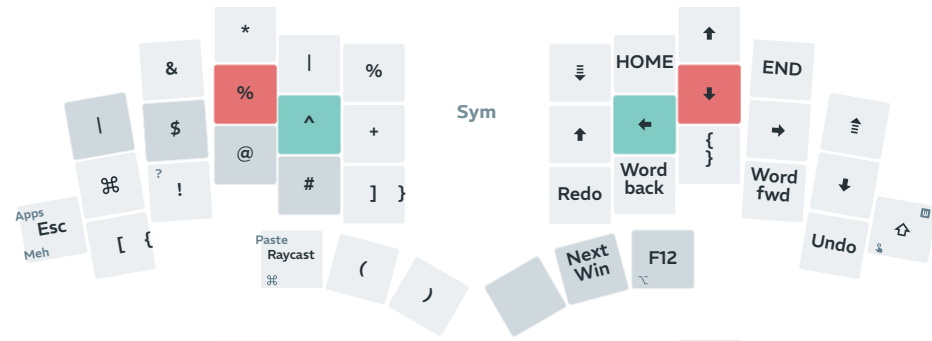 *
&
|
%
%
|
$
^
+
@
⌘
?
!
#
] }
Apps
Esc
Meh
[ {
Paste
Raycast
⌘
(
)
Sym
⬆
HOME
END
⬇
⬅
⬆
➡
{
}
Word
back
Word
fwd
⬇
Redo
Undo
⇧
Next
Win
F12
⌥